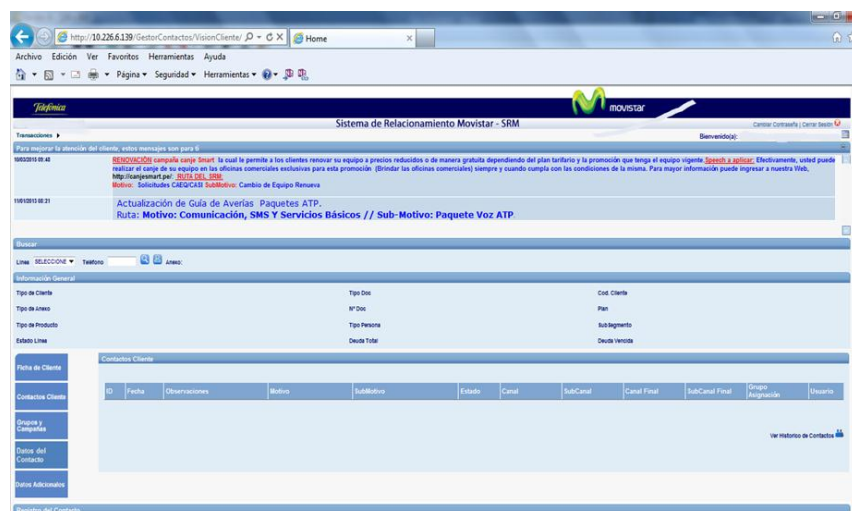 http://10.226.6.139/GestorContactos/VisionCliente/
Home
Archivo Edición Ver Favoritos Herramientas Ayuda
Página Seguridad Herramientas
Telefónica
movistar
Sistema de Relacionamiento Movistar - SRM
Cambiar Contraseña | Cerrar Sesión
Transacciones
Bienvenido(a):
Para mejorar la atención del cliente, estos mensajes son para ti
10/03/2013 09:48
RENOVACIÓN campaña canje Smart la cual le permite a los clientes renovar su equipo a precios reducidos o de manera gratuita dependiendo del plan tarifario y la promoción que tenga el equipo vigente.Speech a aplicar: Efectivamente, usted puede
realizar el canje de su equipo en las oficinas comerciales exclusivas para esta promoción (Brindar las oficinas comerciales) siempre y cuando cumpla con las condiciones de la misma. Para mayor información puede ingresar a nuestra Web,
http://canjesmart.pe/. RUTA DEL SRM:
Motivo: Solicitudes CAEQ/CASI SubMotivo: Cambio de Equipo Renueva
11/01/2013 00:21
Actualización de Guía de Averías Paquetes ATP.
Ruta: Motivo: Comunicación, SMS Y Servicios Básicos // Sub-Motivo: Paquete Voz ATP.
Buscar
Linea SELECCIONE Teléfono Anexo:
Información General
Tipo de Cliente Tipo Doc Cod. Cliente
Tipo de Anexo Nº Doc Plan
Tipo de Producto Tipo Persona SubSegmento
Estado Linea Deuda Total Deuda Vencida
Ficha de Cliente
Contactos Cliente
Contactos Cliente
ID Fecha Observaciones Motivo SubMotivo Estado Canal SubCanal Canal Final SubCanal Final Grupo Asignación Usuario
Grupos y Campañas
Ver Historico de Contactos
Datos del Contacto
Datos Adicionales
Registro del Contacto